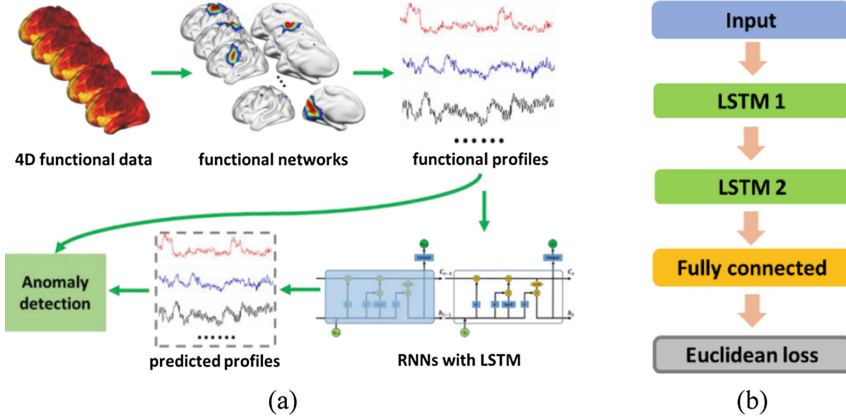 4D functional data
functional networks
functional profiles
Anomaly
detection
predicted profiles
RNNs with LSTM
(a)
Input
LSTM 1
LSTM 2
Fully connected
Euclidean loss
(b)